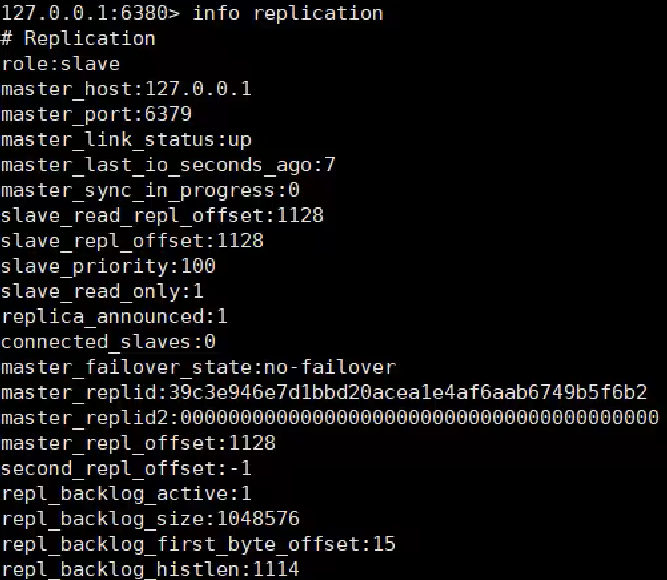 127.0.0.1:6380> info replication
# Replication
role:slave
master_host:127.0.0.1
master_port:6379
master_link_status:up
master_last_io_seconds_ago:7
master_sync_in_progress:0
slave_read_repl_offset:1128
slave_repl_offset:1128
slave_priority:100
slave_read_only:1
replica_announced:1
connected_slaves:0
master_failover_state:no-failover
master_replid:39c3e946e7d1bbd20acea1e4af6aab6749b5f6b2
master_replid2:0000000000000000000000000000000000000000
master_repl_offset:1128
second_repl_offset:-1
repl_backlog_active:1
repl_backlog_size:1048576
repl_backlog_first_byte_offset:15
repl_backlog_histlen:1114